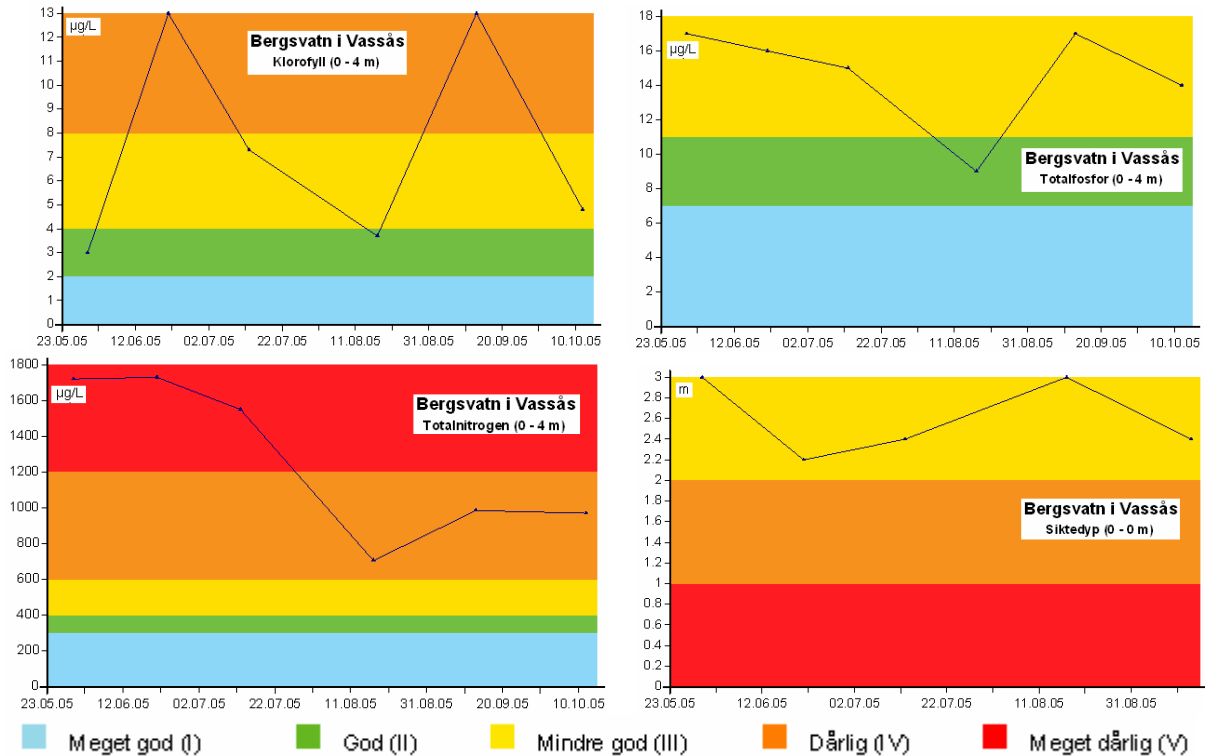 13
12
11
10
9
8
7
6
5
4
3
2
1
0
µg/L
Bergsvatn i Vassås
Klorofyll (0 - 4 m)
23.05.05 12.06.05 02.07.05 22.07.05 11.08.05 31.08.05 20.09.05 10.10.05
18
16
14
12
10
8
6
4
2
0
µg/L
Bergsvatn i Vassås
Totalfosfor (0 - 4 m)
23.05.05 12.06.05 02.07.05 22.07.05 11.08.05 31.08.05 20.09.05 10.10.05
1800
1600
1400
1200
1000
800
600
400
200
0
µg/L
Bergsvatn i Vassås
Totalnitrogen (0 - 4 m)
23.05.05 12.06.05 02.07.05 22.07.05 11.08.05 31.08.05 20.09.05 10.10.05
3
2.8
2.6
2.4
2.2
2
1.8
1.6
1.4
1.2
1
0.8
0.6
0.4
0.2
0
m
Bergsvatn i Vassås
Siktedyp (0 - 0 m)
23.05.05 12.06.05 02.07.05 22.07.05 11.08.05 31.08.05
Meget god (I) God (II) Mindre god (III) Dårlig (IV) Meget dårlig (V)